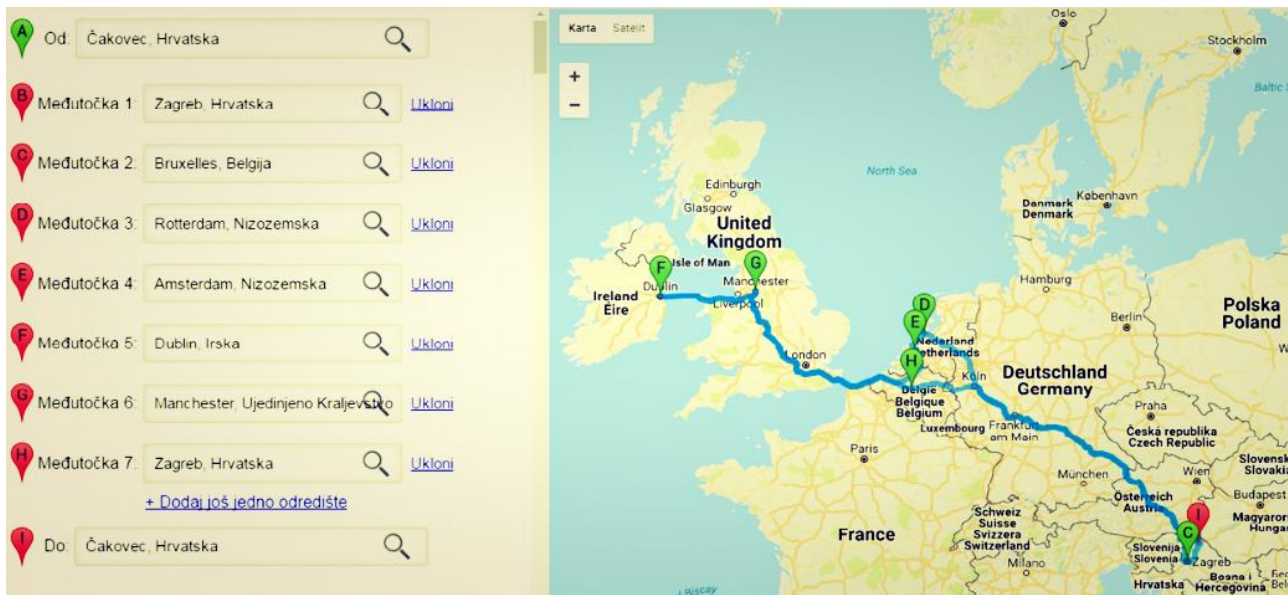 A Od: Čakovec, Hrvatska
B Međutočka 1: Zagreb, Hrvatska Ukloni
C Međutočka 2: Bruxelles, Belgija Ukloni
D Međutočka 3: Rotterdam, Nizozemska Ukloni
E Međutočka 4: Amsterdam, Nizozemska Ukloni
F Međutočka 5: Dublin, Irska Ukloni
G Međutočka 6: Manchester, Ujedinjeno Kraljevstvo Ukloni
H Međutočka 7: Zagreb, Hrvatska Ukloni
+ Dodaj još jedno odredište
I Do: Čakovec, Hrvatska
Karta Satelit
+
−
Oslo
Stockholm
Baltic
North Sea
Edinburgh
Glasgow
United
Kingdom
Isle of Man
F
G
Dublin
Manchester
Liverpool
Ireland
Éire
London
København
Danmark
Denmark
Hamburg
Berlin
Polska
Poland
D
E
H
Nederland
Netherlands
Köln
Deutschland
Germany
België
Belgique
Belgium
Luxembourg
Frankfurt
am Main
Praha
Česká republika
Czech Republic
Paris
München
Wien
Österreich
Austria
Budapest
France
Schweiz
Suisse
Svizzera
Switzerland
Milano
I
C
Slovenija
Slovenia
Zagreb
Hrvatska
Bosna i
Hercegovina